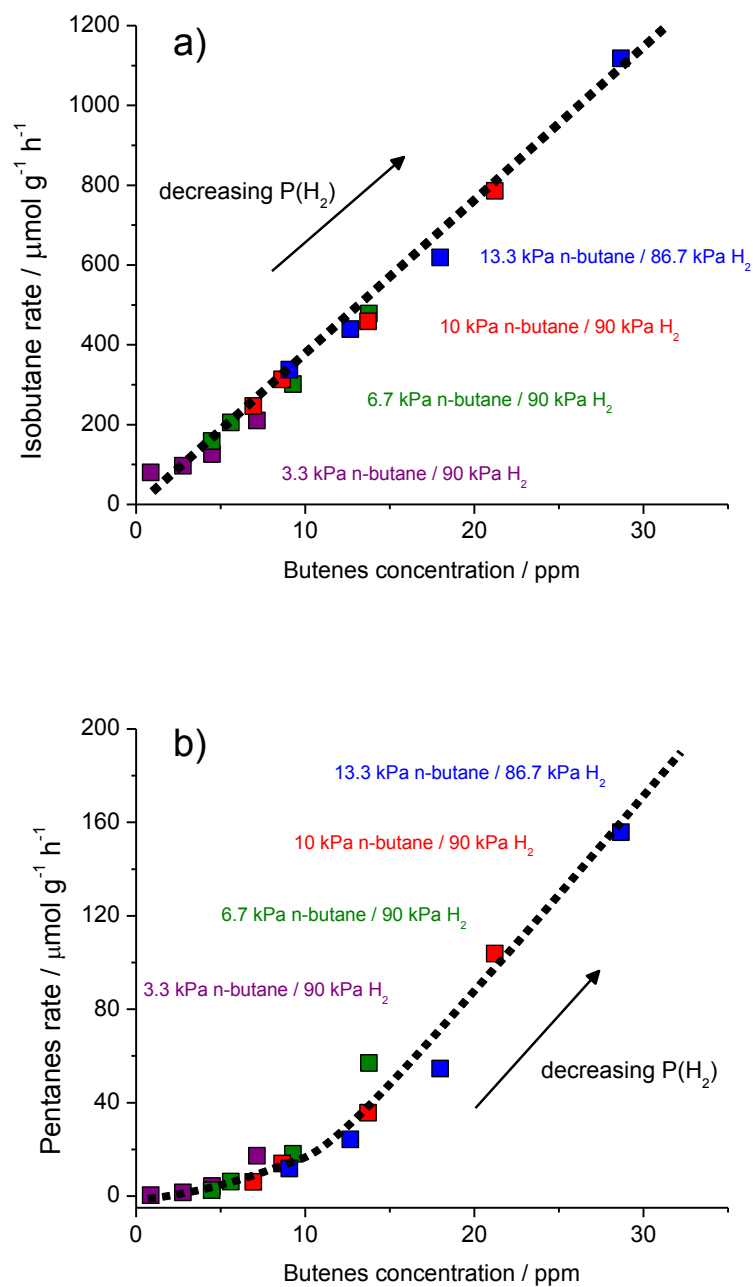 a)
1200
1000
800
600
400
200
0
Isobutane rate / μmol g⁻¹ h⁻¹
decreasing P(H₂)
13.3 kPa n-butane / 86.7 kPa H₂
10 kPa n-butane / 90 kPa H₂
6.7 kPa n-butane / 90 kPa H₂
3.3 kPa n-butane / 90 kPa H₂
0 10 20 30
Butenes concentration / ppm
b)
200
160
120
80
40
0
Pentanes rate / μmol g⁻¹ h⁻¹
13.3 kPa n-butane / 86.7 kPa H₂
10 kPa n-butane / 90 kPa H₂
6.7 kPa n-butane / 90 kPa H₂
3.3 kPa n-butane / 90 kPa H₂
decreasing P(H₂)
0 10 20 30
Butenes concentration / ppm